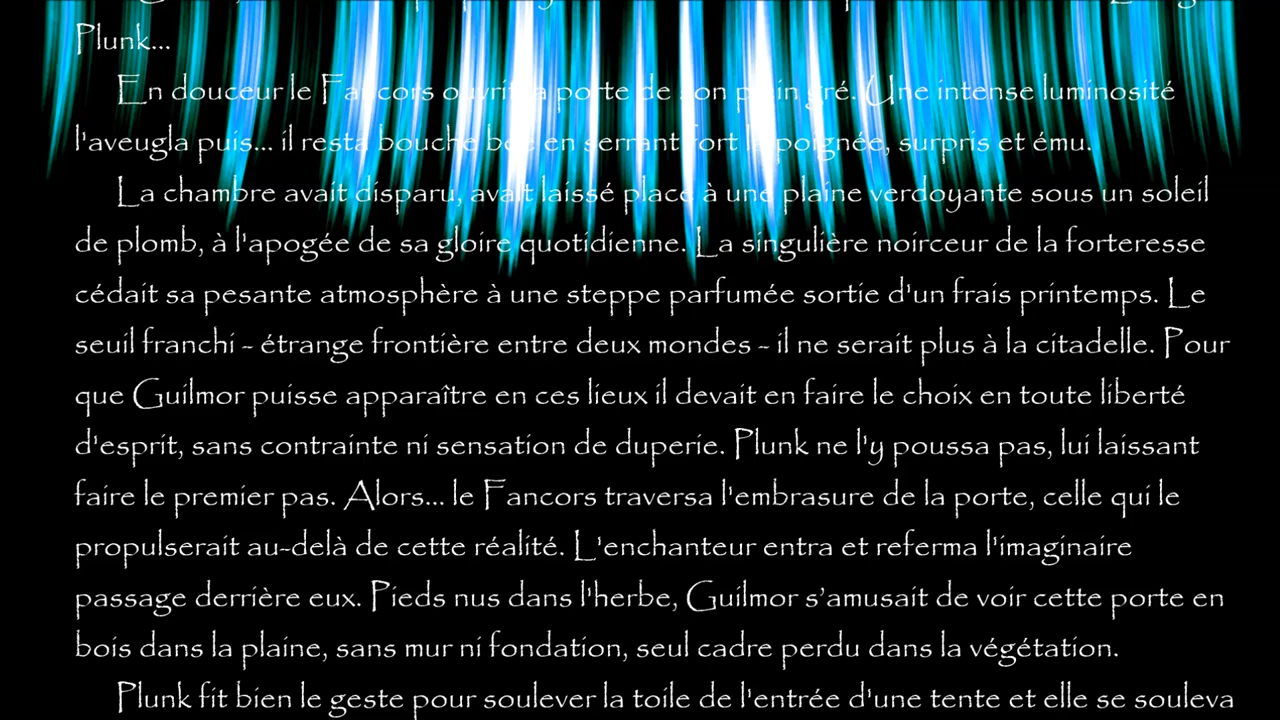 Plunk...
En douceur le Fancors ouvrit la porte de son plein gré. Une intense luminosité
l'aveugla puis... il resta bouche bée en serrant fort la poignée, surpris et ému.
La chambre avait disparu, avait laissé place à une plaine verdoyante sous un soleil
de plomb, à l'apogée de sa gloire quotidienne. La singulière noirceur de la forteresse
cédait sa pesante atmosphère à une steppe parfumée sortie d'un frais printemps. Le
seuil franchi - étrange frontière entre deux mondes - il ne serait plus à la citadelle. Pour
que Guilmor puisse apparaître en ces lieux il devait en faire le choix en toute liberté
d'esprit, sans contrainte ni sensation de duperie. Plunk ne l'y poussa pas, lui laissant
faire le premier pas. Alors... le Fancors traversa l'embrasure de la porte, celle qui le
propulserait au-delà de cette réalité. L'enchanteur entra et referma l'imaginaire
passage derrière eux. Pieds nus dans l'herbe, Guilmor s’amusait de voir cette porte en
bois dans la plaine, sans mur ni fondation, seul cadre perdu dans la végétation.
Plunk fit bien le geste pour soulever la toile de l'entrée d'une tente et elle se souleva